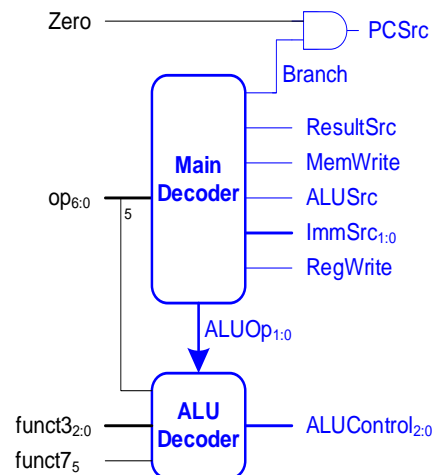 Zero
PCSrc
Branch
ResultSrc
Main
Decoder
MemWrite
op6:0
5
ALUSrc
ImmSrc1:0
RegWrite
ALUOp1:0
funct32:0
ALU
Decoder
ALUControl2:0
funct75